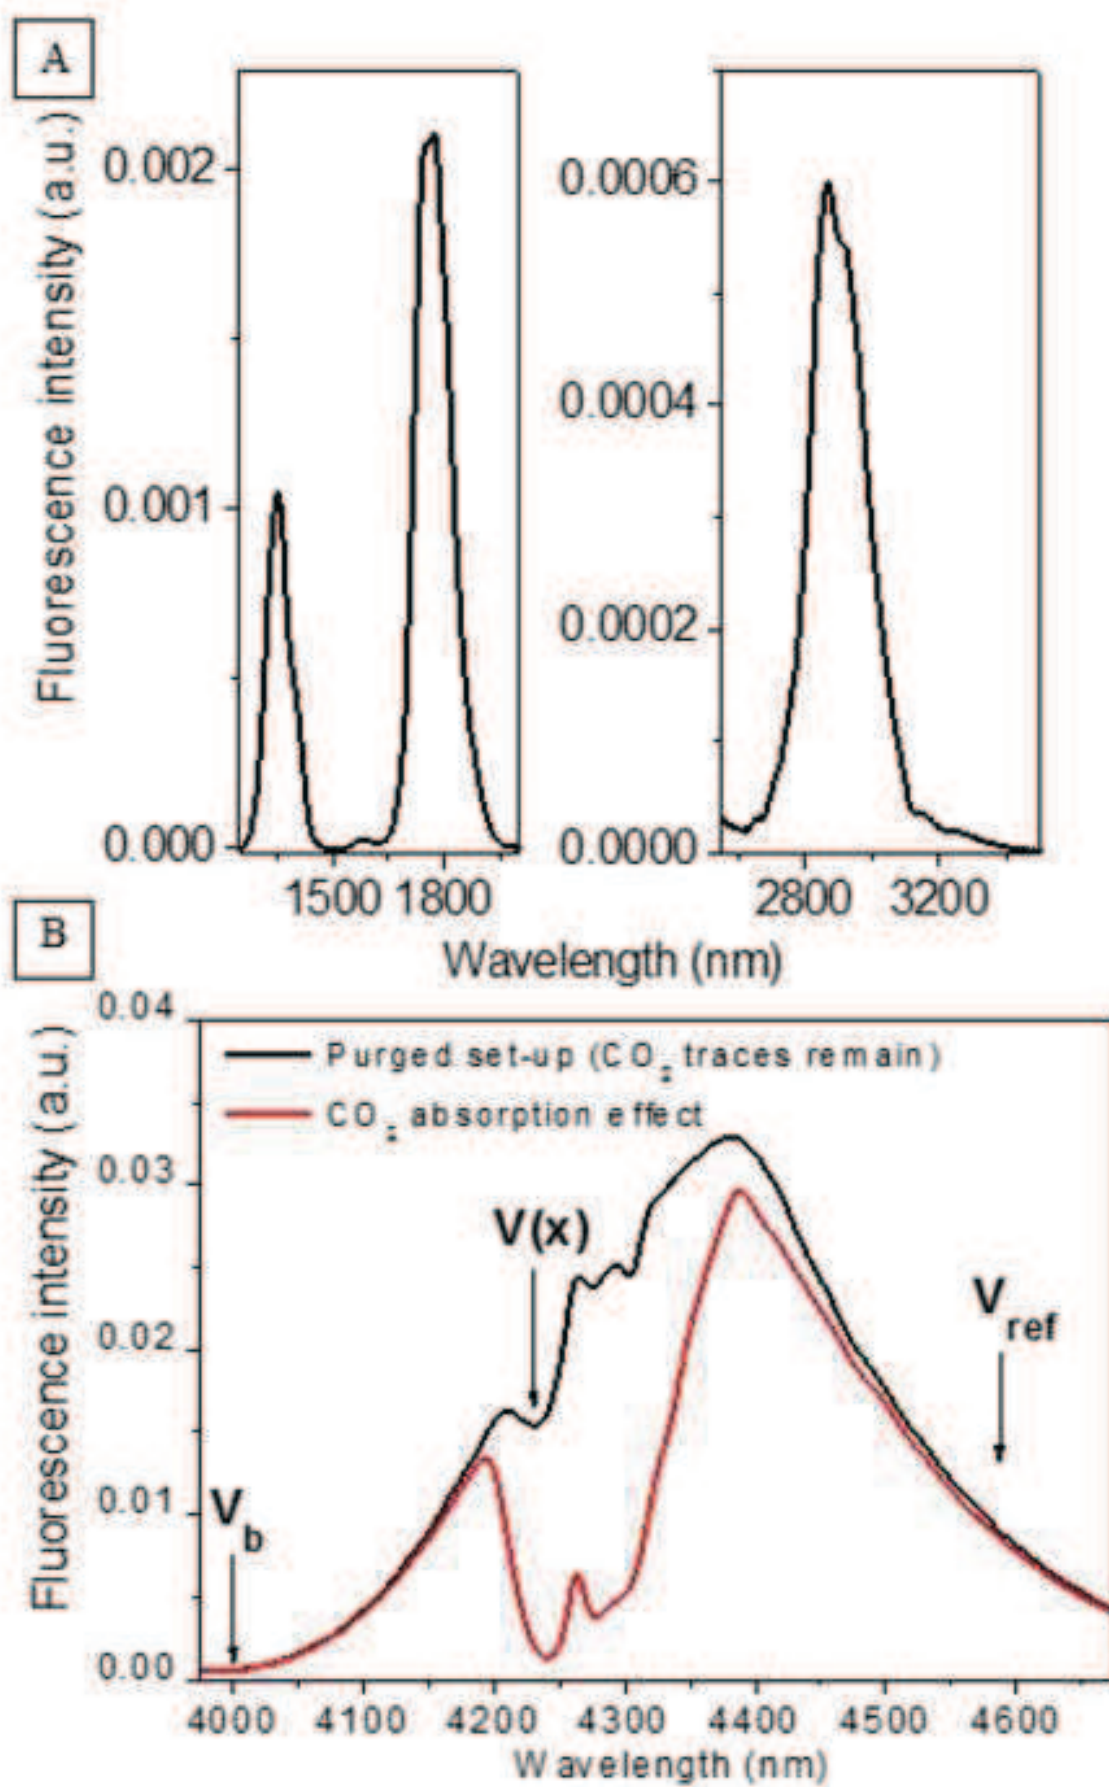 A
Fluorescence intensity (a.u.)
0.002
0.001
0.000
1500 1800
0.0006
0.0004
0.0002
0.0000
2800 3200
Wavelength (nm)
B
Fluorescence intensity (a.u.)
0.04
0.03
0.02
0.01
0.00
Purged set-up (CO₂ traces remain)
CO₂ absorption effect
V(x)
V_ref
V_b
4000 4100 4200 4300 4400 4500 4600
Wavelength (nm)